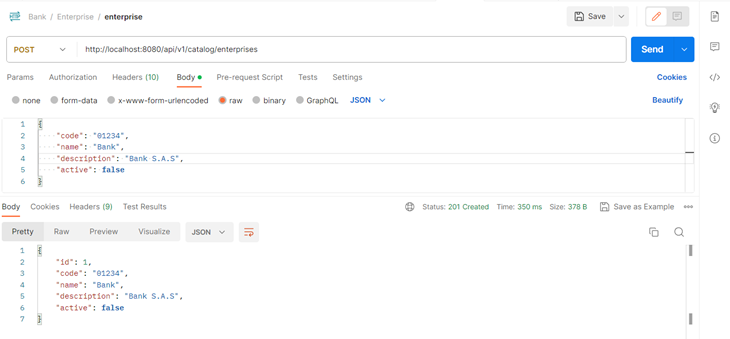 Bank / Enterprise / enterprise
Save
POST http://localhost:8080/api/v1/catalog/enterprises Send
Params Authorization Headers (10) Body Pre-request Script Tests Settings Cookies
none form-data x-www-form-urlencoded raw binary GraphQL JSON Beautify
1 {
2 "code": "01234",
3 "name": "Bank",
4 "description": "Bank S.A.S",
5 "active": false
6 }
Body Cookies Headers (9) Test Results Status: 201 Created Time: 350 ms Size: 378 B Save as Example
Pretty Raw Preview Visualize JSON
1 {
2 "id": 1,
3 "code": "01234",
4 "name": "Bank",
5 "description": "Bank S.A.S",
6 "active": false
7 }